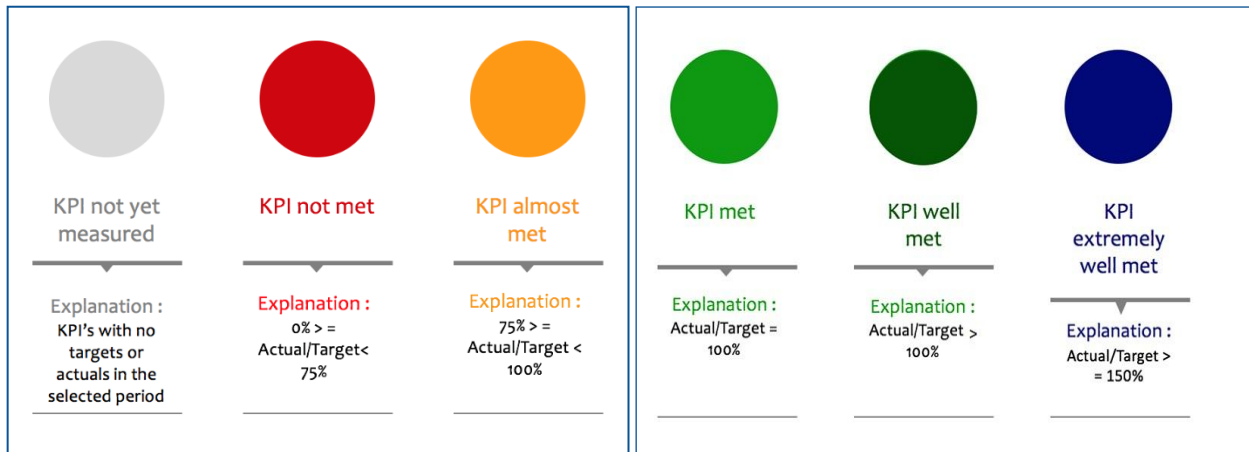 KPI not yet
measured
Explanation :
KPI's with no
targets or
actuals in the
selected period
KPI not met
Explanation :
0% > =
Actual/Target<
75%
KPI almost
met
Explanation :
75% > =
Actual/Target <
100%
KPI met
Explanation :
Actual/Target =
100%
KPI well
met
Explanation :
Actual/Target >
100%
KPI
extremely
well met
Explanation :
Actual/Target >
= 150%